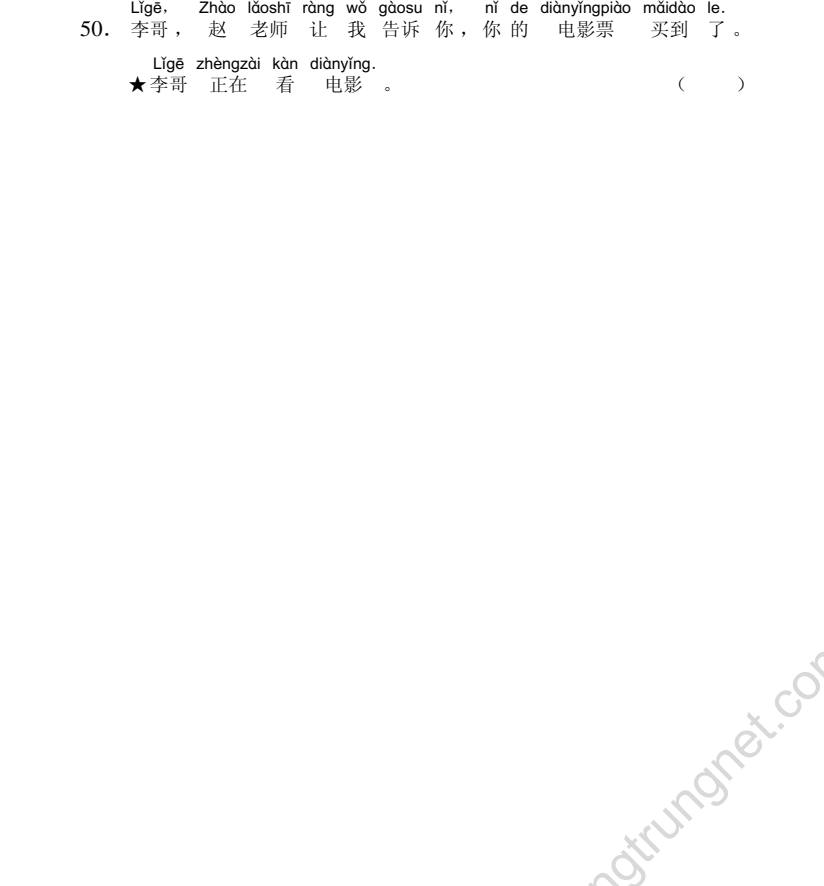 Lǐgē, Zhào lǎoshī ràng wǒ gàosu nǐ, nǐ de diànyǐngpiào mǎidào le.
50. 李哥，赵 老师 让 我 告诉 你，你 的 电影票 买到 了。
Lǐgē zhèngzài kàn diànyǐng.
★李哥 正在 看 电影 。 （ ）
ngtrungnet.com